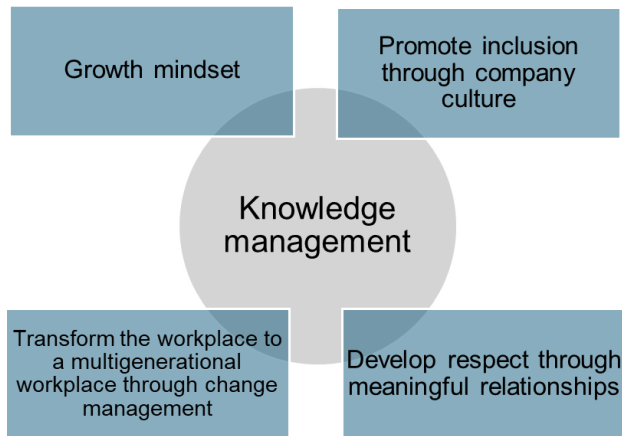 Growth mindset
Promote inclusion
through company
culture
Knowledge
management
Transform the workplace to
a multigenerational
workplace through change
management
Develop respect through
meaningful relationships